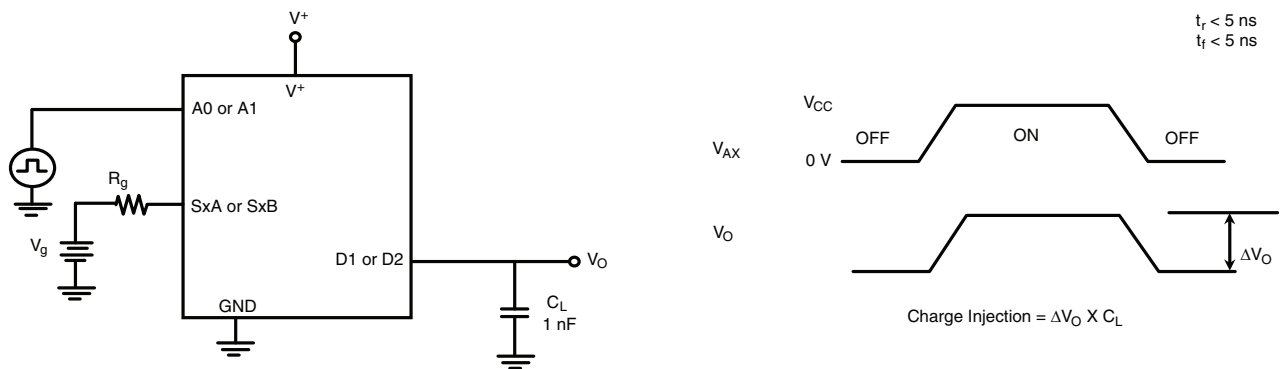 V+
V+
A0 or A1
Rg
SxA or SxB
Vg
D1 or D2
VO
GND
CL
1 nF
tr < 5 ns
tf < 5 ns
VCC
OFF
ON
OFF
VAX
0 V
VO
ΔVO
Charge Injection = ΔVO X CL